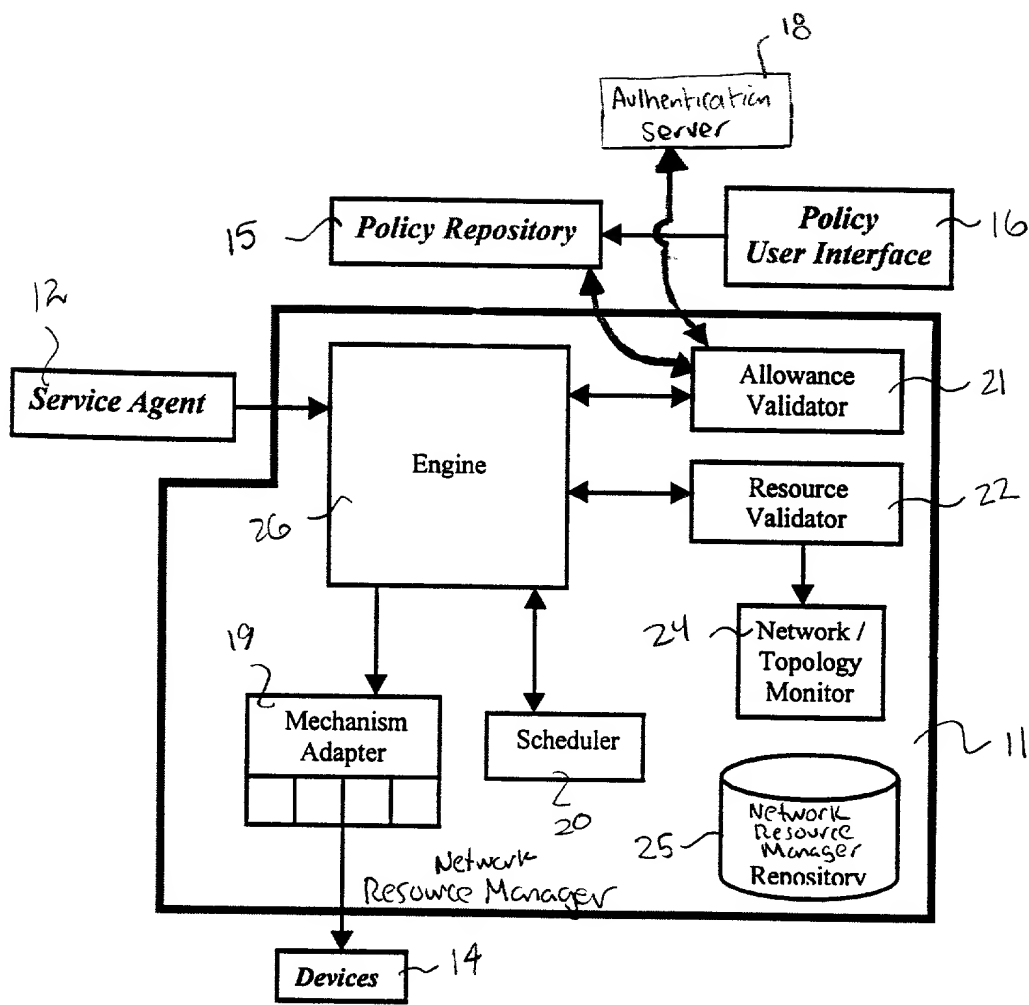 18
Authentication
Server
15
Policy Repository
Policy
User Interface
16
12
Service Agent
Engine
26
Allowance
Validator
21
Resource
Validator
22
24
Network /
Topology
Monitor
19
Mechanism
Adapter
Scheduler
20
11
25
Network
Resource
Manager
Repository
Network
Resource Manager
Devices
14